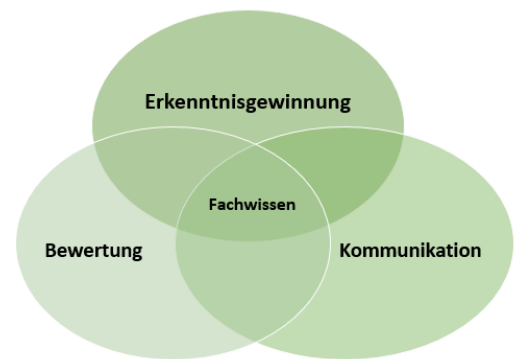 Erkenntnisgewinnung
Fachwissen
Bewertung
Kommunikation